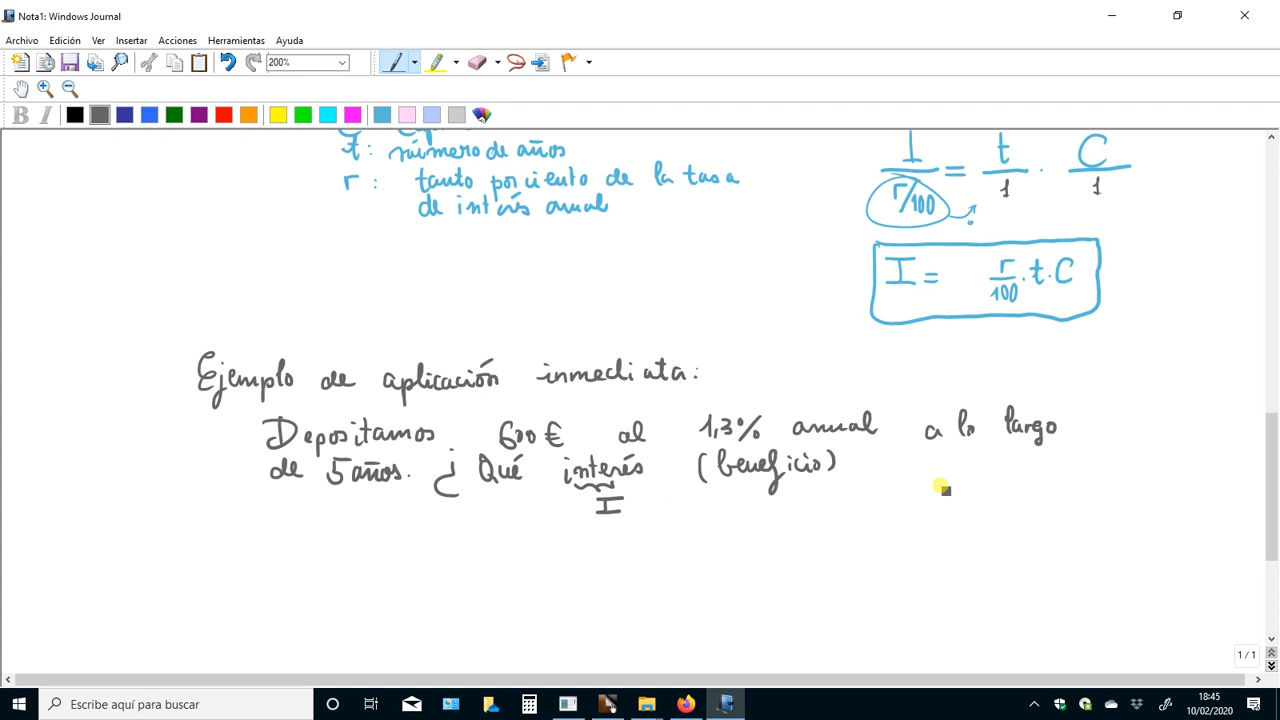 Nota1: Windows Journal
Archivo Edición Ver Insertar Acciones Herramientas Ayuda
200%
B I
t: número de años
r: tanto porciento de la tasa
de interés anual
I/(r/100) = t/1 · C/1
I = r/100 · t · C
Ejemplo de aplicación inmediata:
Depositamos 600€ al 1,3% anual a lo largo
de 5 años. ¿Qué interés (beneficio)
I
1 / 1
Escribe aquí para buscar
18:45
10/02/2020